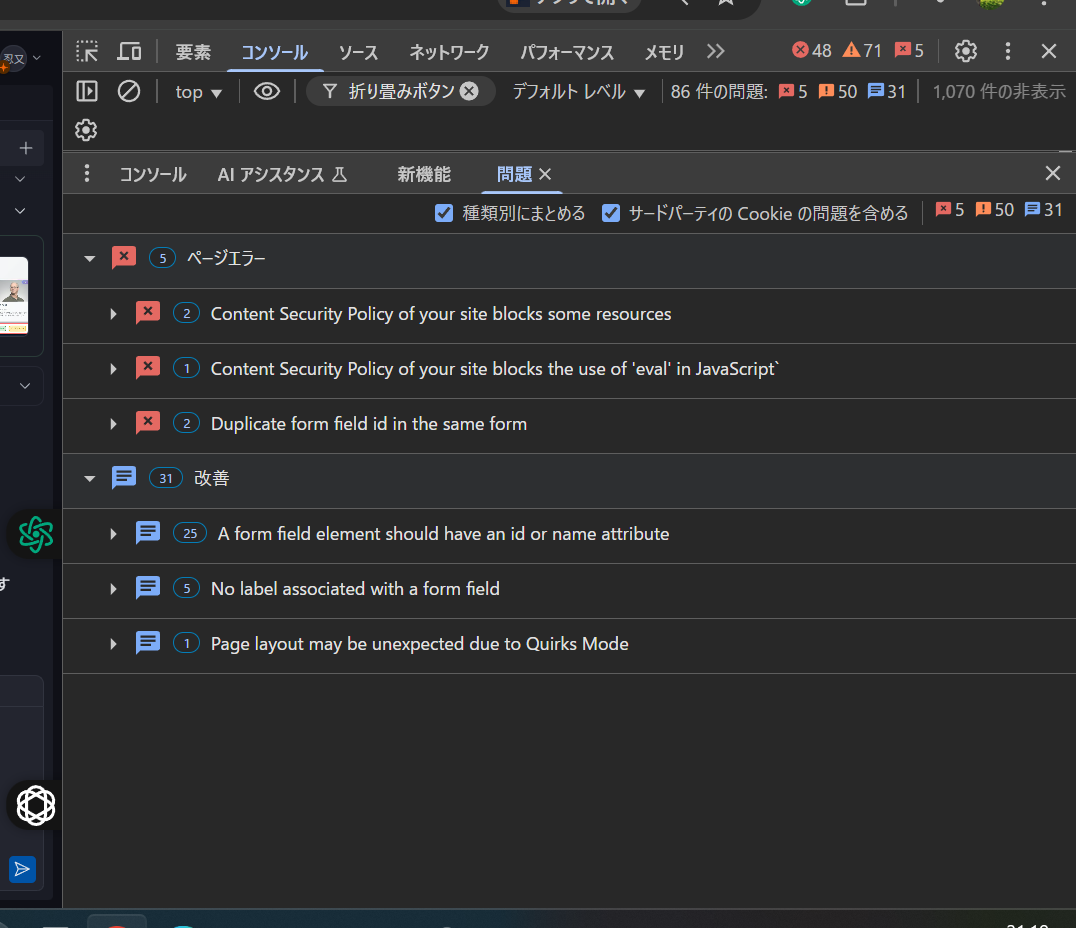 要素 コンソール ソース ネットワーク パフォーマンス メモリ 48 71 5
top 折り畳みボタン デフォルト レベル 86 件の問題: 5 50 31 1,070 件の非表示
コンソール AI アシスタンス 新機能 問題
種類別にまとめる サードパーティの Cookie の問題を含める 5 50 31
5 ページエラー
2 Content Security Policy of your site blocks some resources
1 Content Security Policy of your site blocks the use of 'eval' in JavaScript`
2 Duplicate form field id in the same form
31 改善
25 A form field element should have an id or name attribute
5 No label associated with a form field
す
1 Page layout may be unexpected due to Quirks Mode